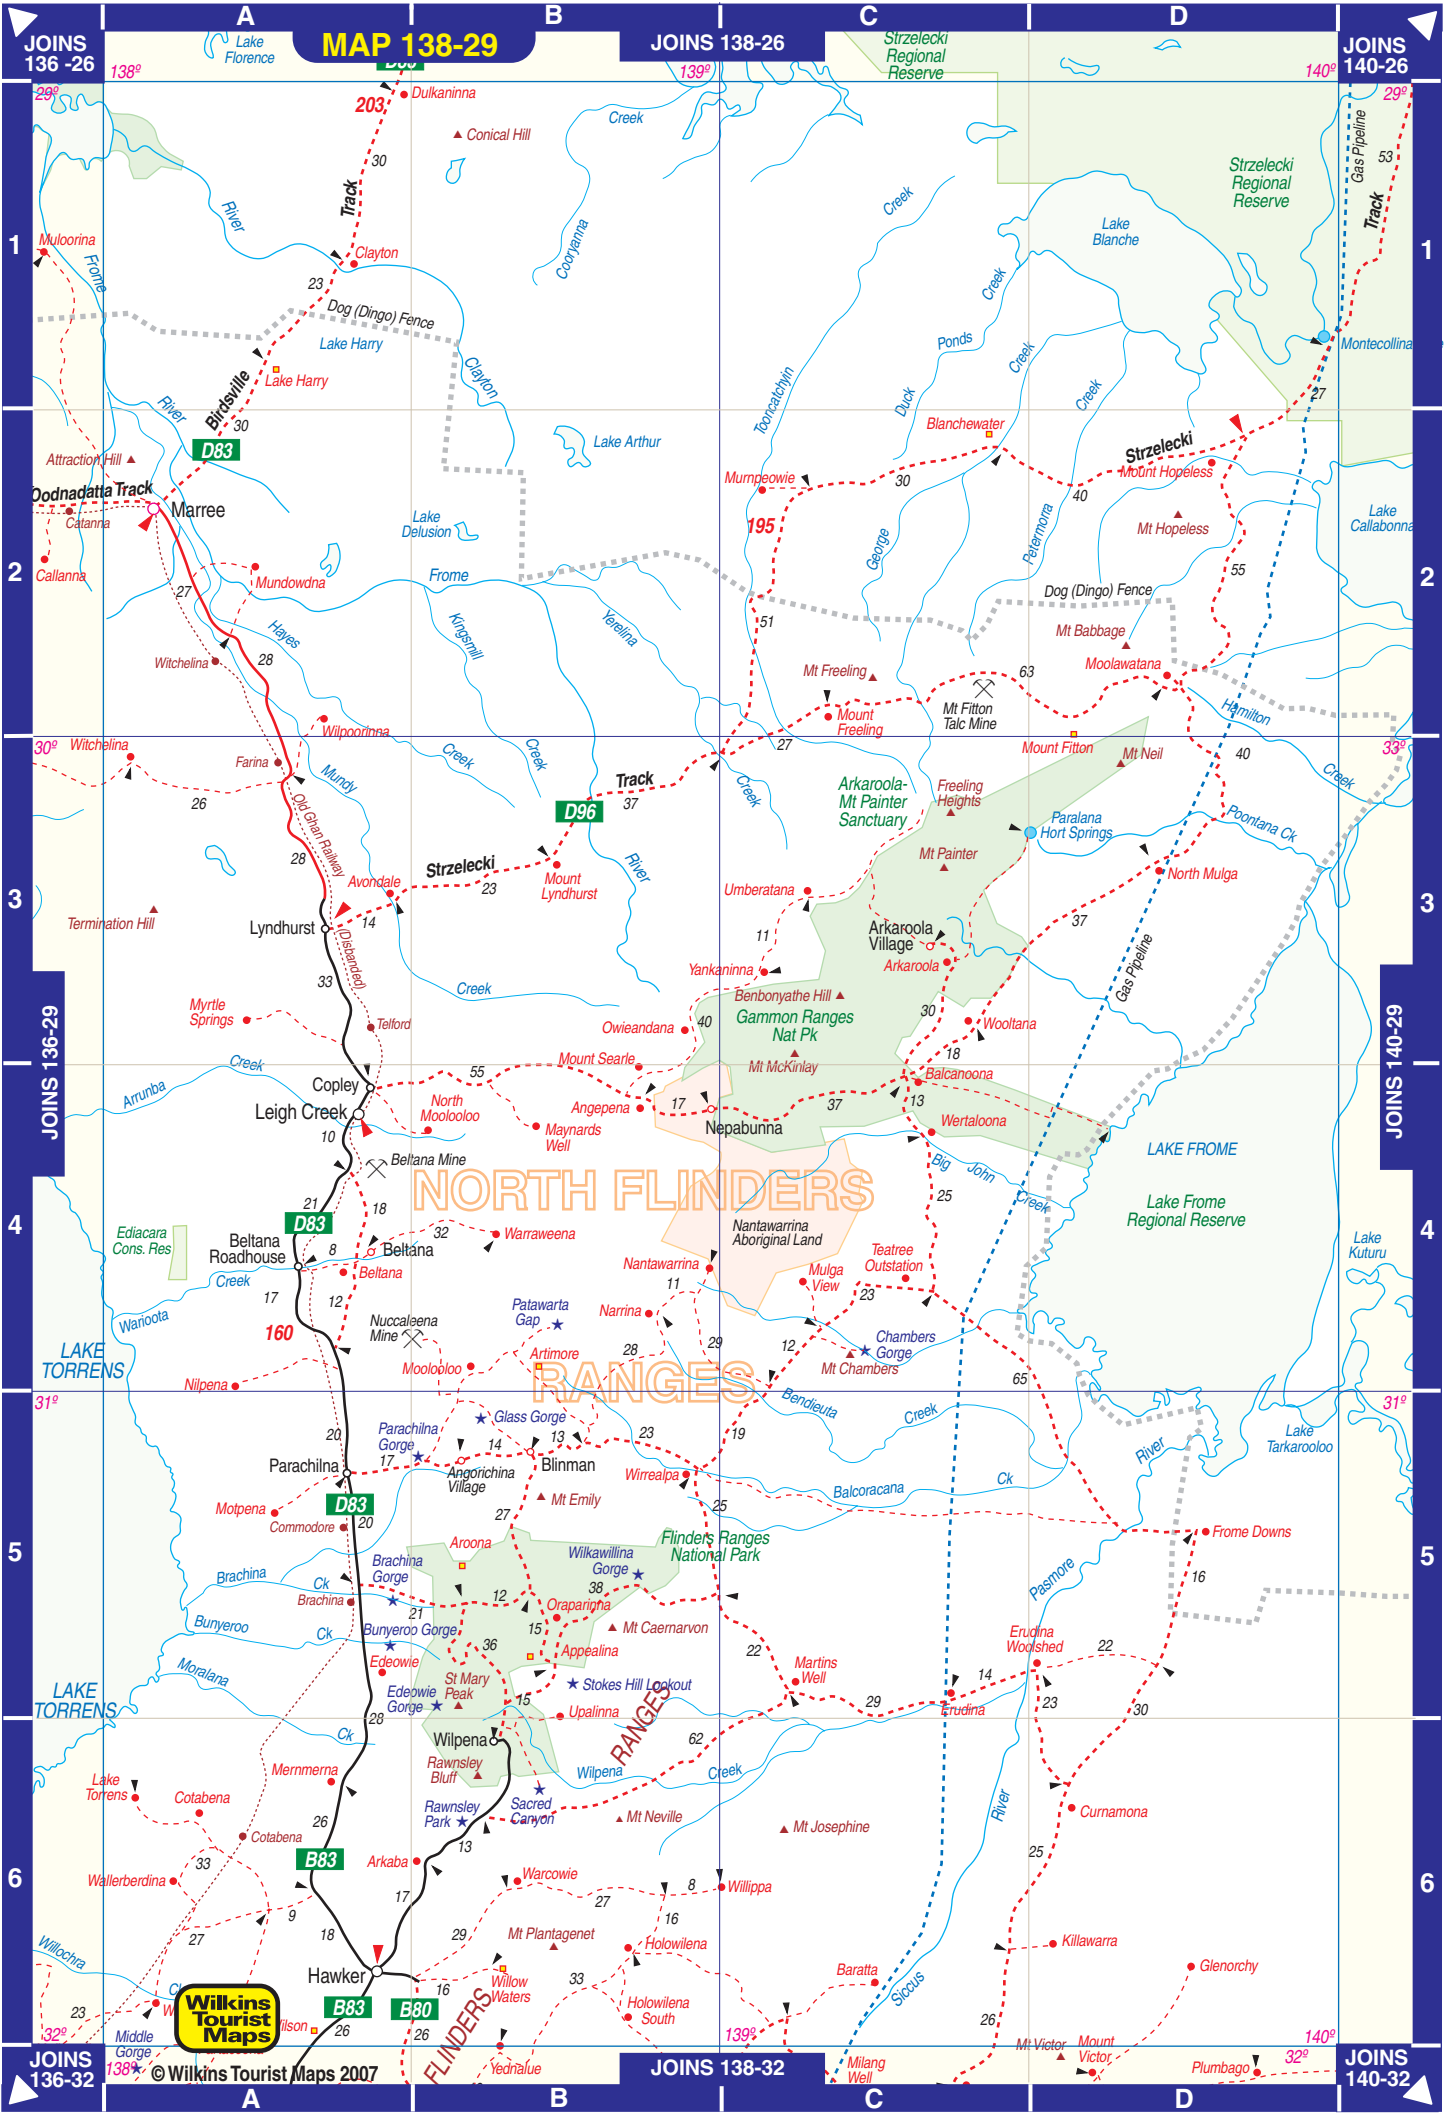 A
B
C
D
JOINS
136 -26
MAP 138-29
JOINS 138-26
JOINS
140-26
138º
139º
140º
29º
29º
Lake
Florence
Strzelecki
Regional
Reserve
Dulkaninna
203
Conical Hill
Creek
30
Track
Gas Pipeline
53
Track
Strzelecki
Regional
Reserve
River
Creek
Cooryanna
Lake
Blanche
1
1
Muloorina
Frome
Clayton
23
Creek
Dog (Dingo) Fence
Lake Harry
Lake Harry
Clayton
Ponds
Creek
Montecollina
Birdsville
River
30
D83
Tooncatchyin
Duck
Creek
27
Blanchewater
Strzelecki
Lake Arthur
Attraction Hill
Oodnadatta Track
Catanna
Marree
Murnpeowie
30
40
Mount Hopeless
Mt Hopeless
195
Lake
Delusion
George
Petermorra
Lake
Callabonna
2
2
Callanna
Mundowdna
27
Frome
55
Dog (Dingo) Fence
Hayes
Kingsmill
Yerelina
51
Mt Babbage
Witchelina
28
Moolawatana
Mt Freeling
63
Mount
Freeling
Mt Fitton
Talc Mine
Hamilton
Wilpoorinna
30º
Witchelina
33º
Farina
Creek
Creek
27
Mount Fitton
Mt Neil
40
Creek
Mundy
Track
37
Creek
26
D96
Old Ghan Railway
Arkaroola-
Mt Painter
Sanctuary
Freeling
Heights
Paralana
Hort Springs
Poontana Ck
28
Strzelecki
Avondale
23
Mount
Lyndhurst
River
Mt Painter
North Mulga
Umberatana
3
3
Termination Hill
Lyndhurst
14
(Disbanded)
37
Arkaroola
Village
11
Arkaroola
Yankaninna
Gas Pipeline
33
Creek
Benbonyathe Hill
Myrtle
Springs
Telford
Owieandana
40
Gammon Ranges
Nat Pk
30
Wooltana
JOINS 136-29
JOINS 140-29
Creek
55
Mount Searle
Mt McKinlay
18
Balcanoona
Arrunba
Copley
Leigh Creek
North
Moolooloo
Angepena
17
37
13
Maynards
Well
Nepabunna
Wertaloona
10
LAKE FROME
Beltana Mine
Big
John
Creek
NORTH FLINDERS
25
21
18
Lake Frome
Regional Reserve
D83
Ediacara
Cons. Res
Nantawarrina
Aboriginal Land
4
4
Beltana
Roadhouse
8
Beltana
32
Warraweena
Teatree
Outstation
Lake
Kuturu
Beltana
Nantawarrina
Mulga
View
Creek
17
12
11
23
Warioota
160
Nuccaleena
Mine
Patawarta
Gap
Narrina
Chambers
Gorge
12
LAKE
TORRENS
Moolooloo
Artimore
28
29
Mt Chambers
65
Nilpena
RANGES
31º
31º
Bendieuta
Creek
Parachilna
Gorge
Glass Gorge
20
14
13
23
19
Lake
Tarkarooloo
River
Parachilna
17
Angorichina
Village
Blinman
Wirrealpa
Ck
Balcoracana
Motpena
D83
Mt Emily
25
Commodore
20
27
Aroona
Flinders Ranges
National Park
Frome Downs
5
5
Brachina
Gorge
Wilkawillina
Gorge
Brachina
Ck
Pasmore
16
Brachina
12
38
21
Oraparinna
Bunyeroo
Ck
Bunyeroo Gorge
15
Mt Caernarvon
36
Appealina
22
Erudina
Woolshed
22
Moralana
Edeowie
St Mary
Peak
Martins
Well
14
Edeowie
Gorge
Stokes Hill Lookout
LAKE
TORRENS
15
29
23
30
Upalinna
Erudina
28
Ck
RANGES
Wilpena
62
Mernmerna
Rawnsley
Bluff
Wilpena
Creek
Lake
Torrens
Cotabena
Rawnsley
Park
Sacred
Canyon
Mt Neville
River
Curnamona
26
Mt Josephine
Cotabena
13
33
B83
25
Arkaba
6
6
Wallerberdina
Warcowie
8
Willippa
17
27
9
18
16
27
29
Mt Plantagenet
Willochra
Holowilena
Killawarra
Hawker
Baratta
Glenorchy
16
Willow
Waters
33
Siccus
B83
B80
Holowilena
South
26
23
26
26
FLINDERS
Wilkins
Tourist
Maps
32º
Middle
Gorge
139º
Mt Victor
Mount
Victor
140º
32º
Yednalue
JOINS
136-32
138º
© Wilkins Tourist Maps 2007
JOINS 138-32
Milang
Well
Plumbago
JOINS
140-32
A
B
C
D